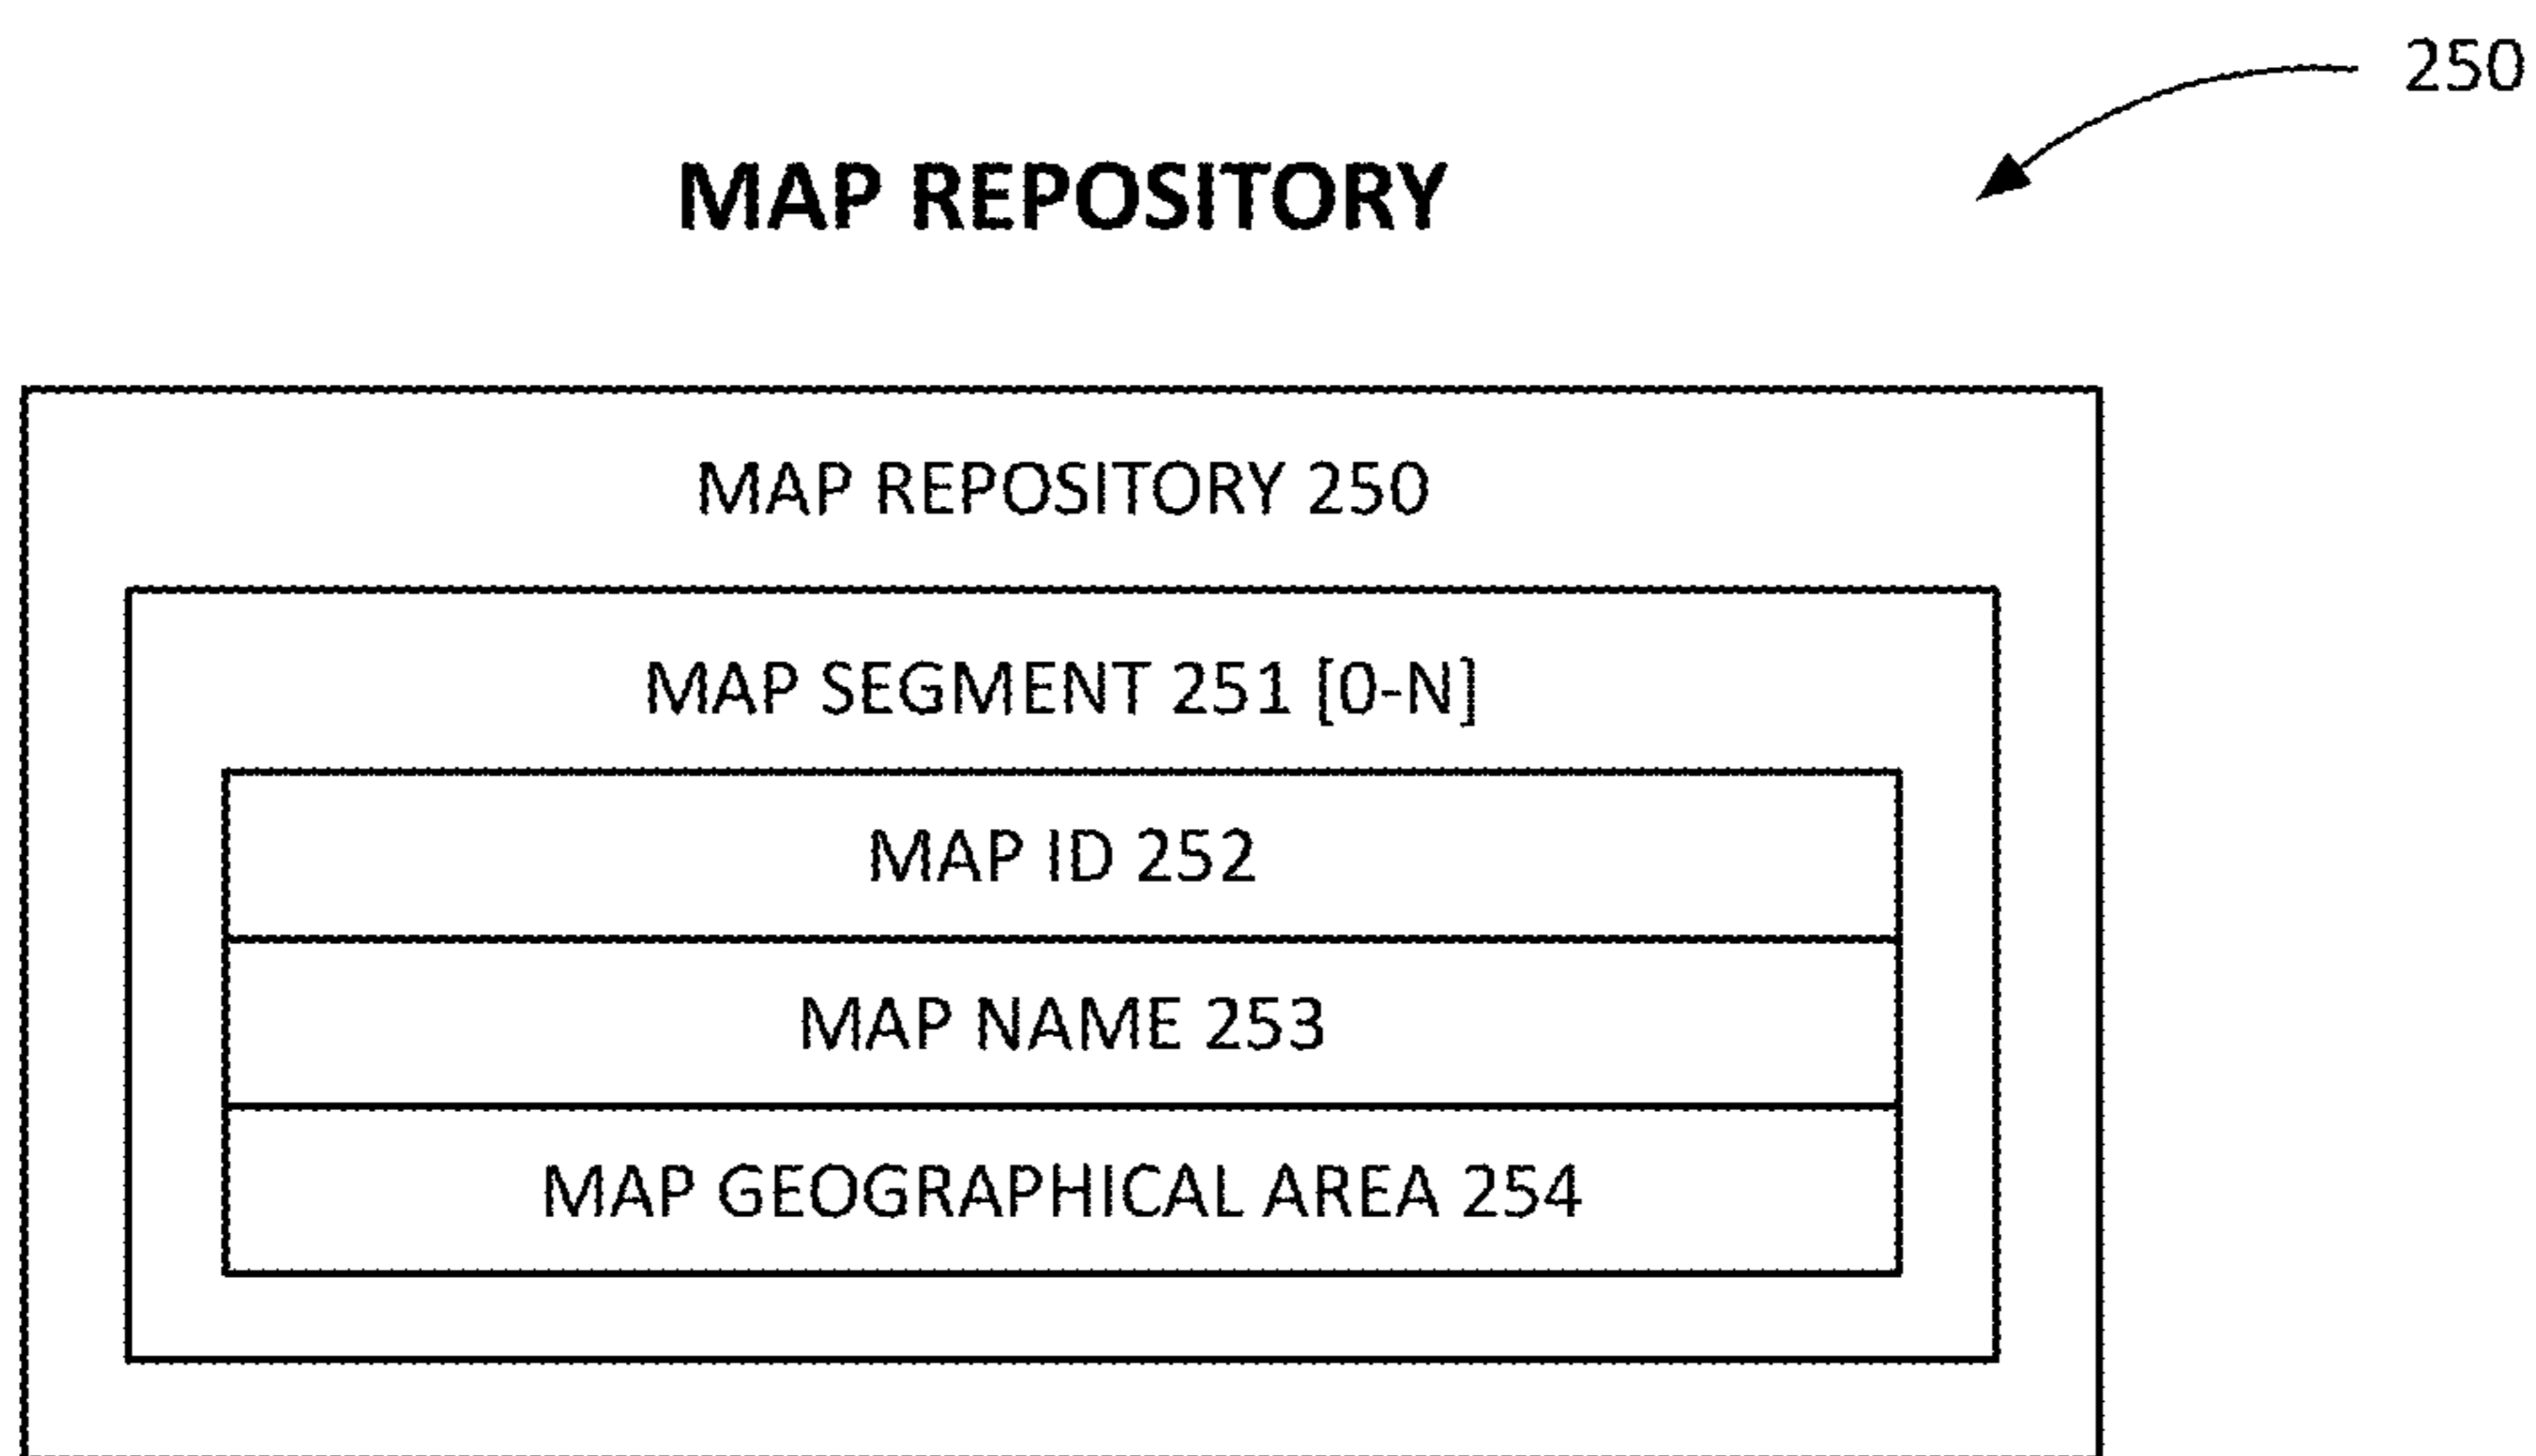 250
MAP REPOSITORY
MAP REPOSITORY 250
MAP SEGMENT 251 [0-N]
MAP ID 252
MAP NAME 253
MAP GEOGRAPHICAL AREA 254